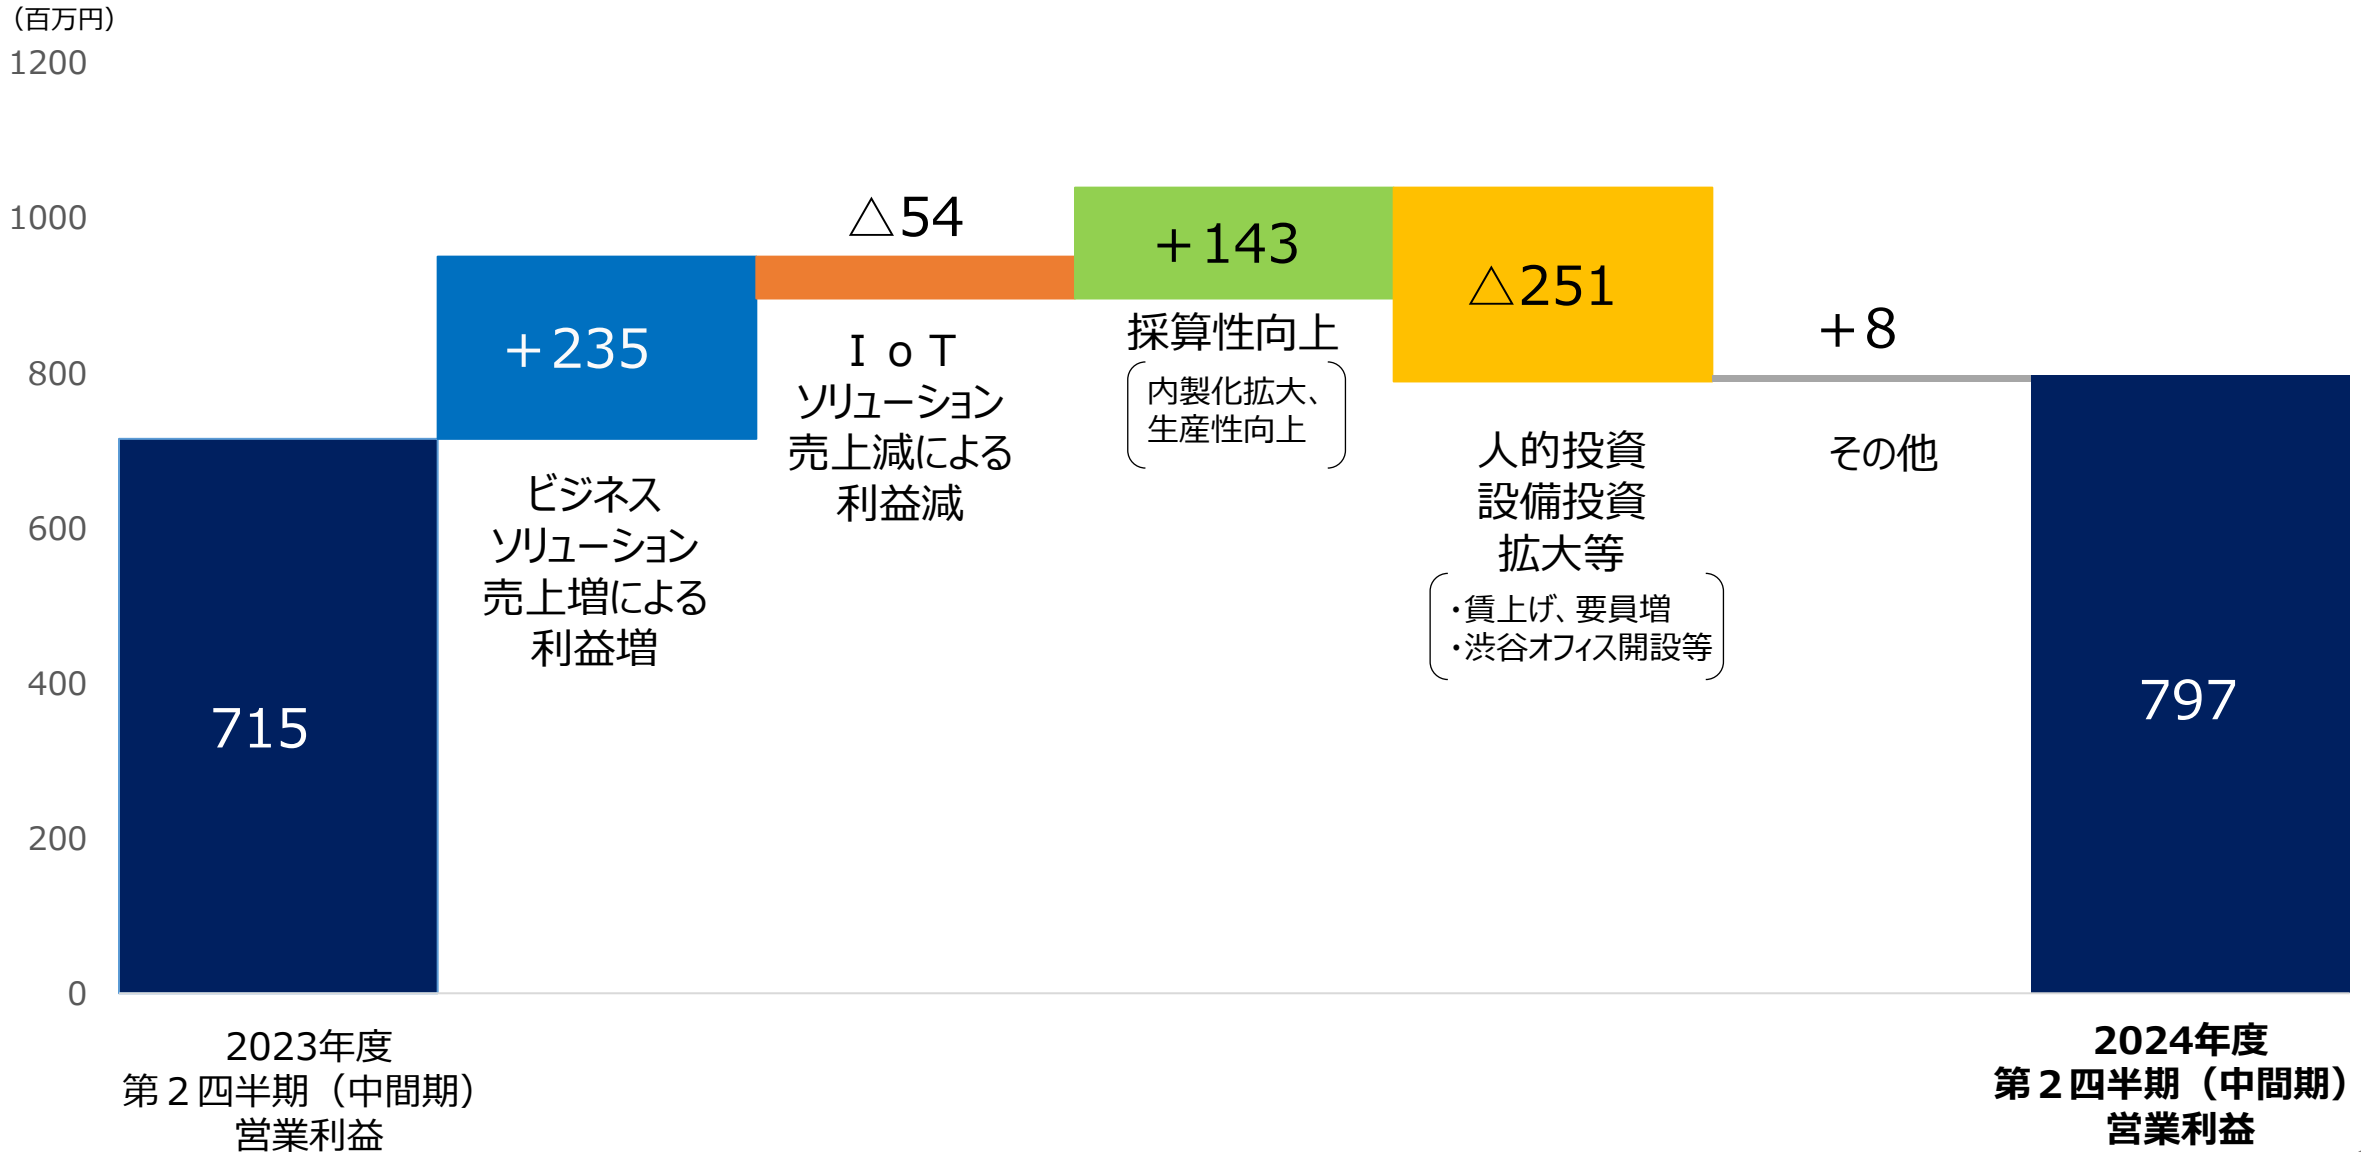 （百万円）
1200
1000
800
600
400
200
0
715
＋235
ビジネス
ソリューション
売上増による
利益増
△54
ＩｏＴ
ソリューション
売上減による
利益減
＋143
採算性向上
内製化拡大、
生産性向上
△251
人的投資
設備投資
拡大等
・賃上げ、要員増
・渋谷オフィス開設等
＋8
その他
797
2023年度
第２四半期（中間期）
営業利益
2024年度
第２四半期（中間期）
営業利益